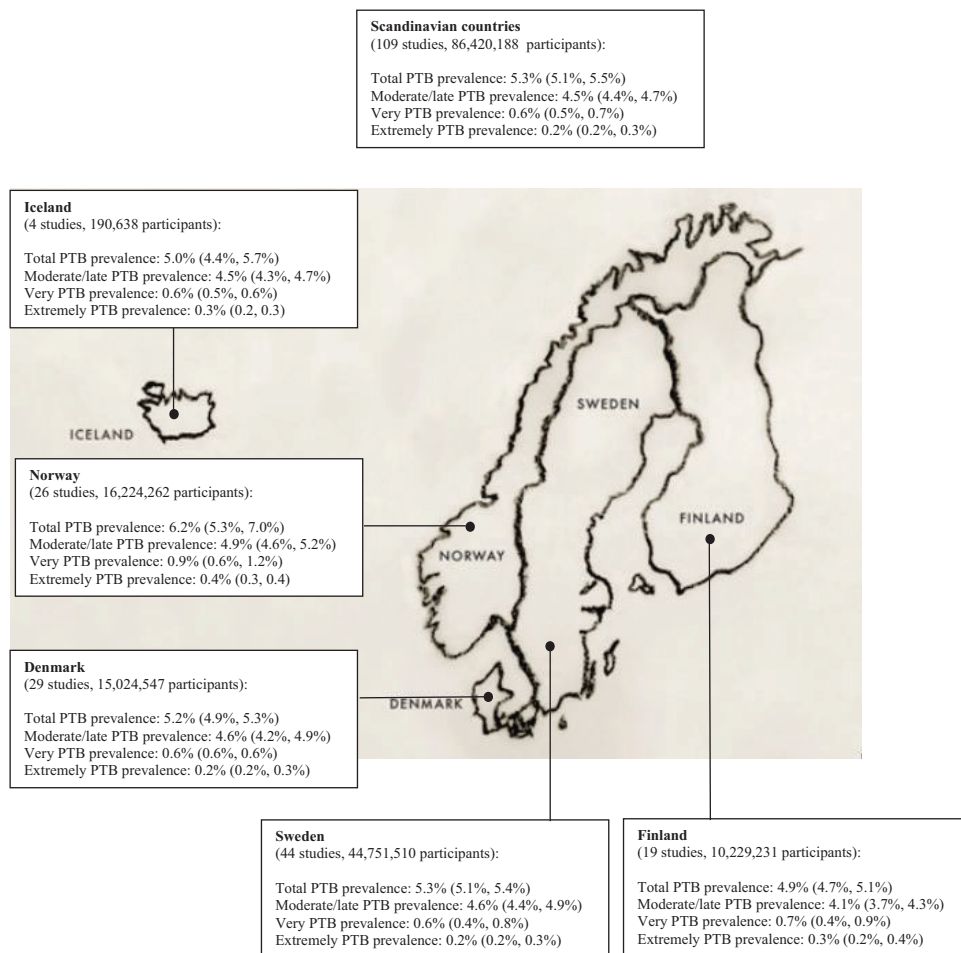 Scandinavian countries
(109 studies, 86,420,188 participants):
Total PTB prevalence: 5.3% (5.1%, 5.5%)
Moderate/late PTB prevalence: 4.5% (4.4%, 4.7%)
Very PTB prevalence: 0.6% (0.5%, 0.7%)
Extremely PTB prevalence: 0.2% (0.2%, 0.3%)
Iceland
(4 studies, 190,638 participants):
Total PTB prevalence: 5.0% (4.4%, 5.7%)
Moderate/late PTB prevalence: 4.5% (4.3%, 4.7%)
Very PTB prevalence: 0.6% (0.5%, 0.6%)
Extremely PTB prevalence: 0.3% (0.2, 0.3)
SWEDEN
ICELAND
Norway
(26 studies, 16,224,262 participants):
Total PTB prevalence: 6.2% (5.3%, 7.0%)
Moderate/late PTB prevalence: 4.9% (4.6%, 5.2%)
Very PTB prevalence: 0.9% (0.6%, 1.2%)
Extremely PTB prevalence: 0.4% (0.3, 0.4)
FINLAND
NORWAY
Denmark
(29 studies, 15,024,547 participants):
Total PTB prevalence: 5.2% (4.9%, 5.3%)
Moderate/late PTB prevalence: 4.6% (4.2%, 4.9%)
Very PTB prevalence: 0.6% (0.6%, 0.6%)
Extremely PTB prevalence: 0.2% (0.2%, 0.3%)
DENMARK
Sweden
(44 studies, 44,751,510 participants):
Total PTB prevalence: 5.3% (5.1%, 5.4%)
Moderate/late PTB prevalence: 4.6% (4.4%, 4.9%)
Very PTB prevalence: 0.6% (0.4%, 0.8%)
Extremely PTB prevalence: 0.2% (0.2%, 0.3%)
Finland
(19 studies, 10,229,231 participants):
Total PTB prevalence: 4.9% (4.7%, 5.1%)
Moderate/late PTB prevalence: 4.1% (3.7%, 4.3%)
Very PTB prevalence: 0.7% (0.4%, 0.9%)
Extremely PTB prevalence: 0.3% (0.2%, 0.4%)